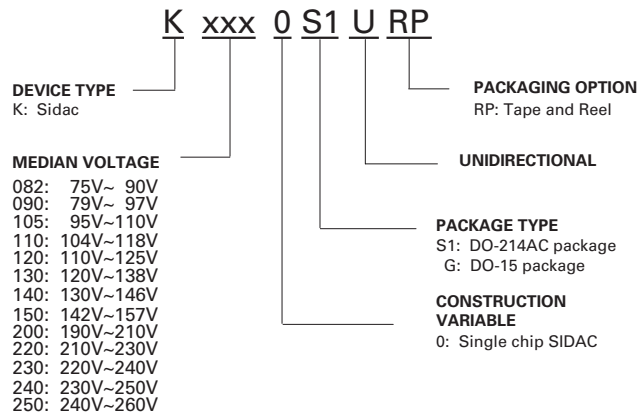 K xxx 0 S1 U RP
DEVICE TYPE
K: Sidac
MEDIAN VOLTAGE
082: 75V~ 90V
090: 79V~ 97V
105: 95V~110V
110: 104V~118V
120: 110V~125V
130: 120V~138V
140: 130V~146V
150: 142V~157V
200: 190V~210V
220: 210V~230V
230: 220V~240V
240: 230V~250V
250: 240V~260V
PACKAGING OPTION
RP: Tape and Reel
UNIDIRECTIONAL
PACKAGE TYPE
S1: DO-214AC package
G: DO-15 package
CONSTRUCTION
VARIABLE
0: Single chip SIDAC